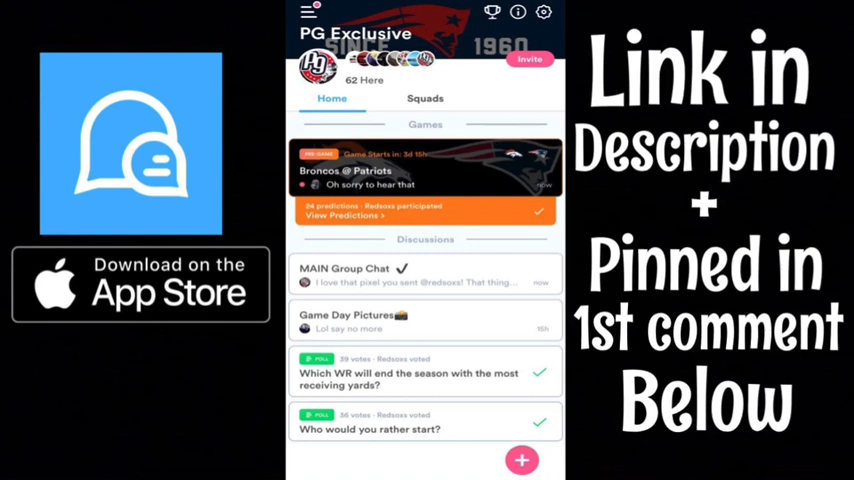 PG Exclusive
SINCE 1960
Pg
62 Here
Invite
Home
Squads
Games
PRE-GAME
Game Starts in: 3d 15h
Broncos @ Patriots
Oh sorry to hear that
now
24 predictions · Redsoxs participated
View Predictions >
Discussions
MAIN Group Chat ✔
I love that pixel you sent @redsoxs! That thing...
now
Game Day Pictures📸
Lol say no more
15h
POLL
39 votes · Redsoxs voted
Which WR will end the season with the most
receiving yards?
POLL
36 votes · Redsoxs voted
Who would you rather start?
+
Download on the
App Store
Link in
Description
+
Pinned in
1st comment
Below